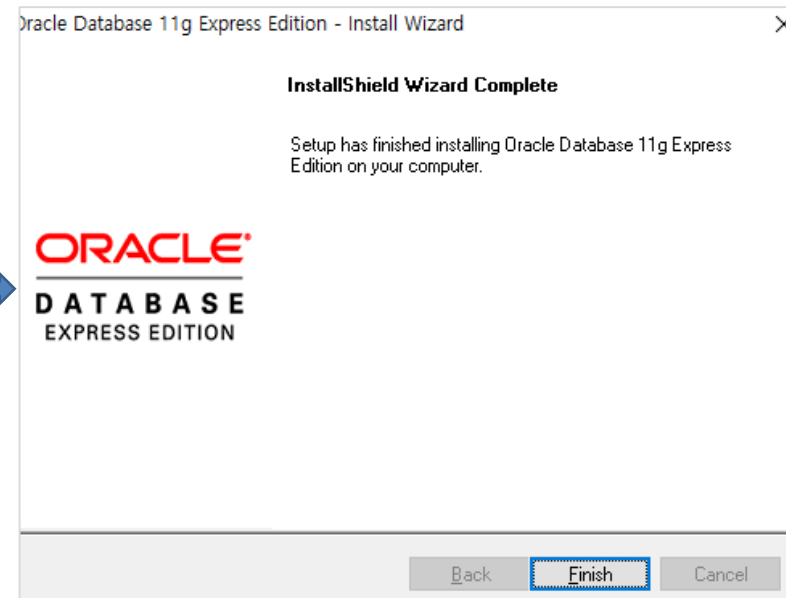 Oracle Database 11g Express Edition - Install Wizard
InstallShield Wizard Complete
Setup has finished installing Oracle Database 11g Express
Edition on your computer.
ORACLE
DATABASE
EXPRESS EDITION
Back
Finish
Cancel